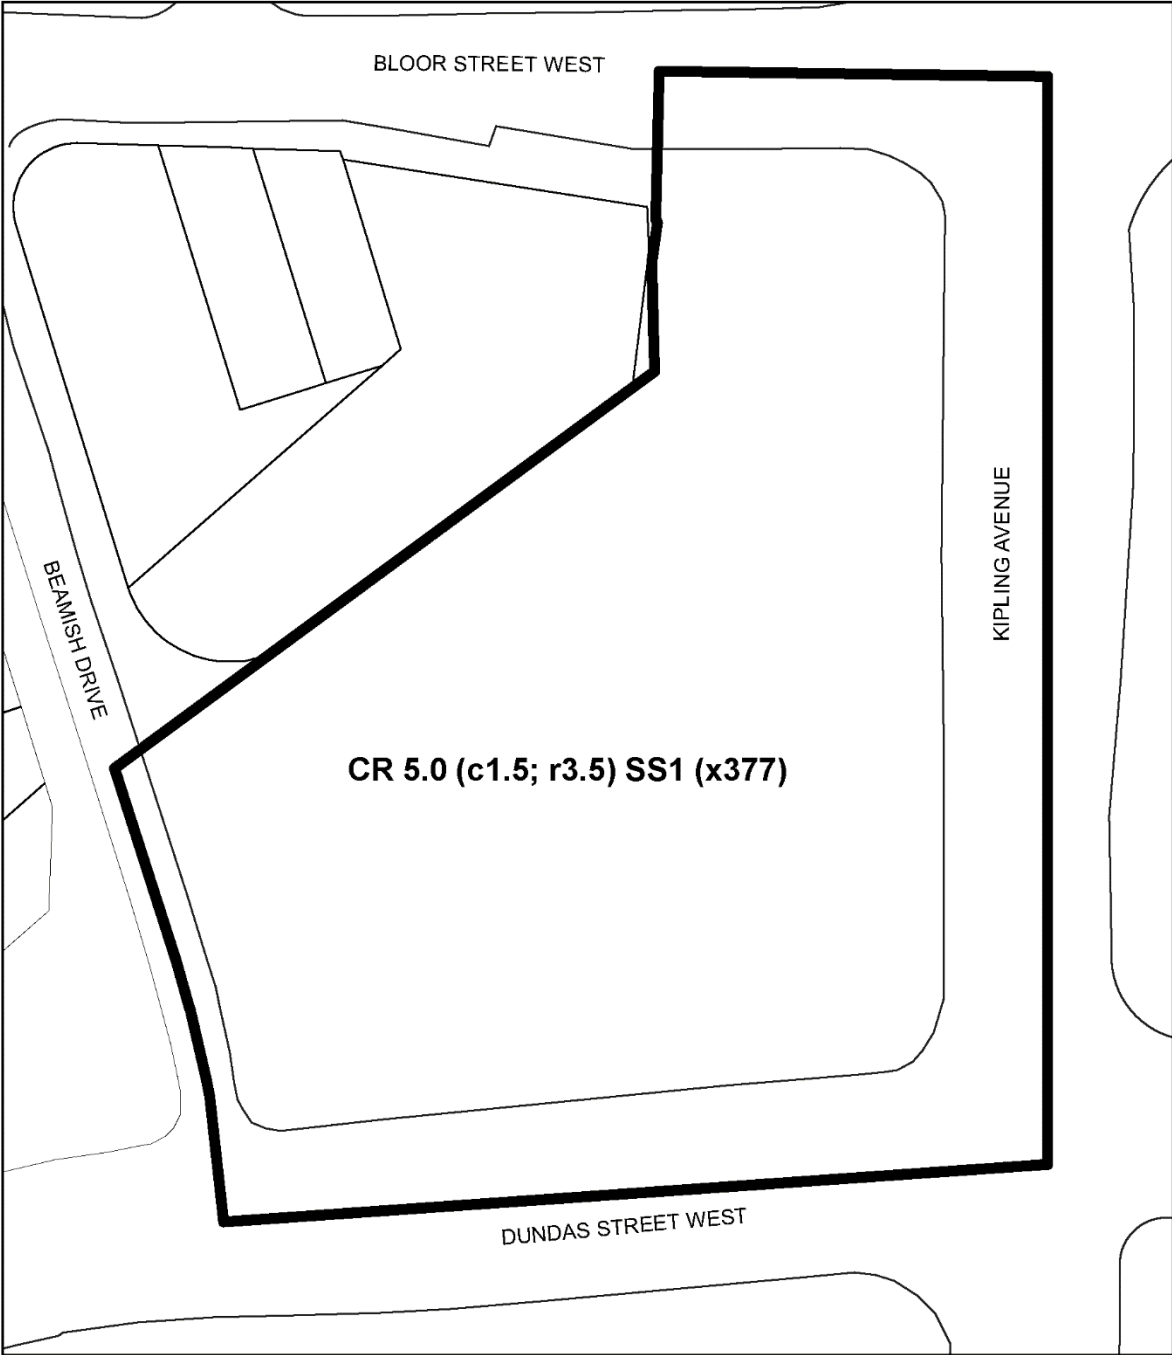 BLOOR STREET WEST
KIPLING AVENUE
BEAMISH DRIVE
CR 5.0 (c1.5; r3.5) SS1 (x377)
DUNDAS STREET WEST